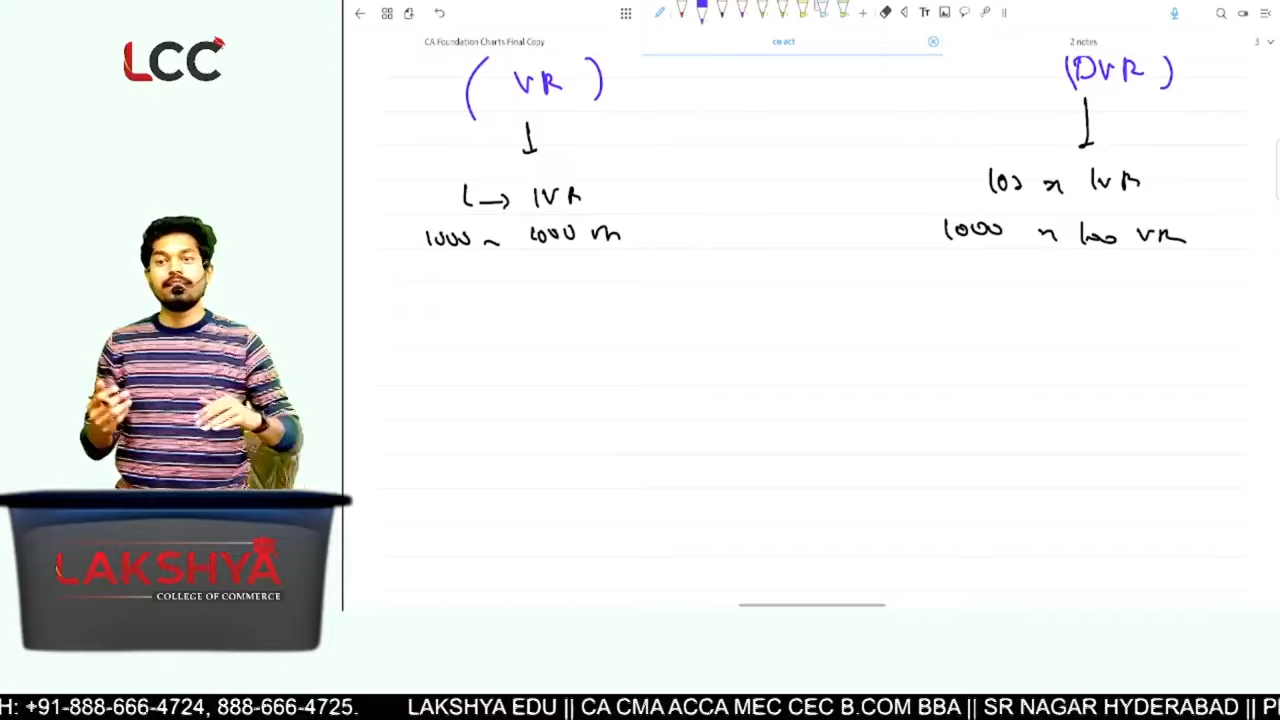 LCC
CA Foundation Charts Final Copy
co act
2 notes
3
( VR )
(DVR)
1 → 1VR
1000 ~ 1000 VR
100 n 1VR
1000 n 100 VR
LAKSHYA
COLLEGE OF COMMERCE
H: +91-888-666-4724, 888-666-4725. LAKSHYA EDU || CA CMA ACCA MEC CEC B.COM BBA || SR NAGAR HYDERABAD || P